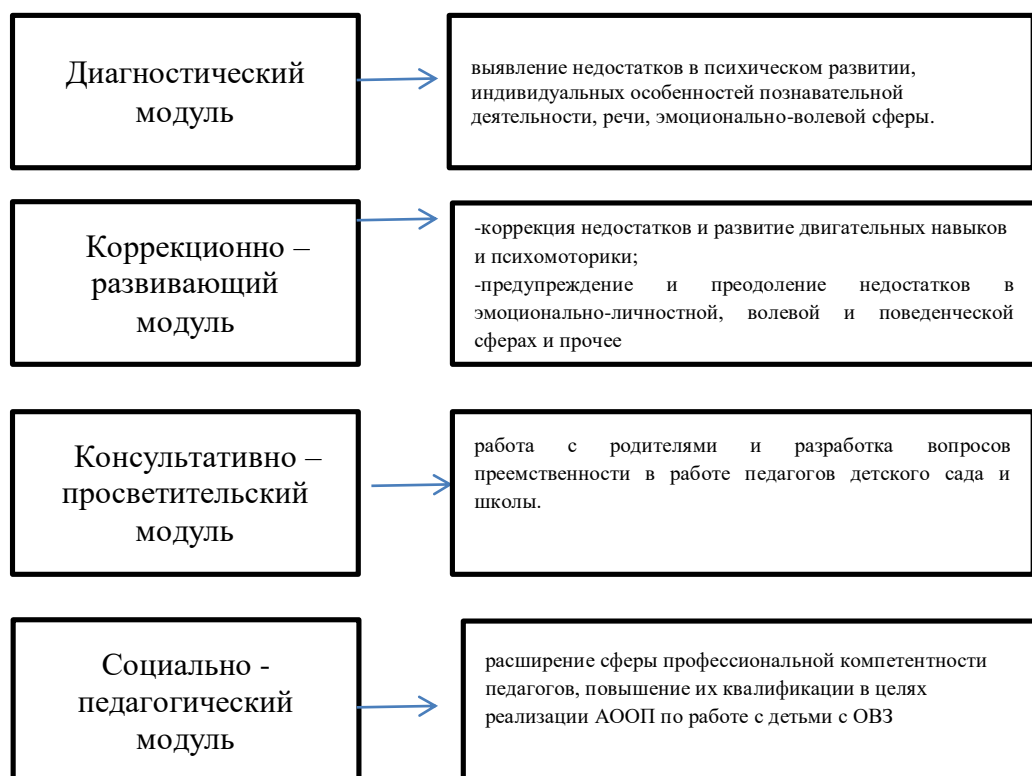 Диагностический
модуль
выявление недостатков в психическом развитии,
индивидуальных особенностей познавательной
деятельности, речи, эмоционально-волевой сферы.
Коррекционно –
развивающий
модуль
-коррекция недостатков и развитие двигательных навыков
и психомоторики;
-предупреждение и преодоление недостатков в
эмоционально-личностной, волевой и поведенческой
сферах и прочее
Консультативно –
просветительский
модуль
работа с родителями и разработка вопросов
преемственности в работе педагогов детского сада и
школы.
Социально -
педагогический
модуль
расширение сферы профессиональной компетентности
педагогов, повышение их квалификации в целях
реализации АООП по работе с детьми с ОВЗ